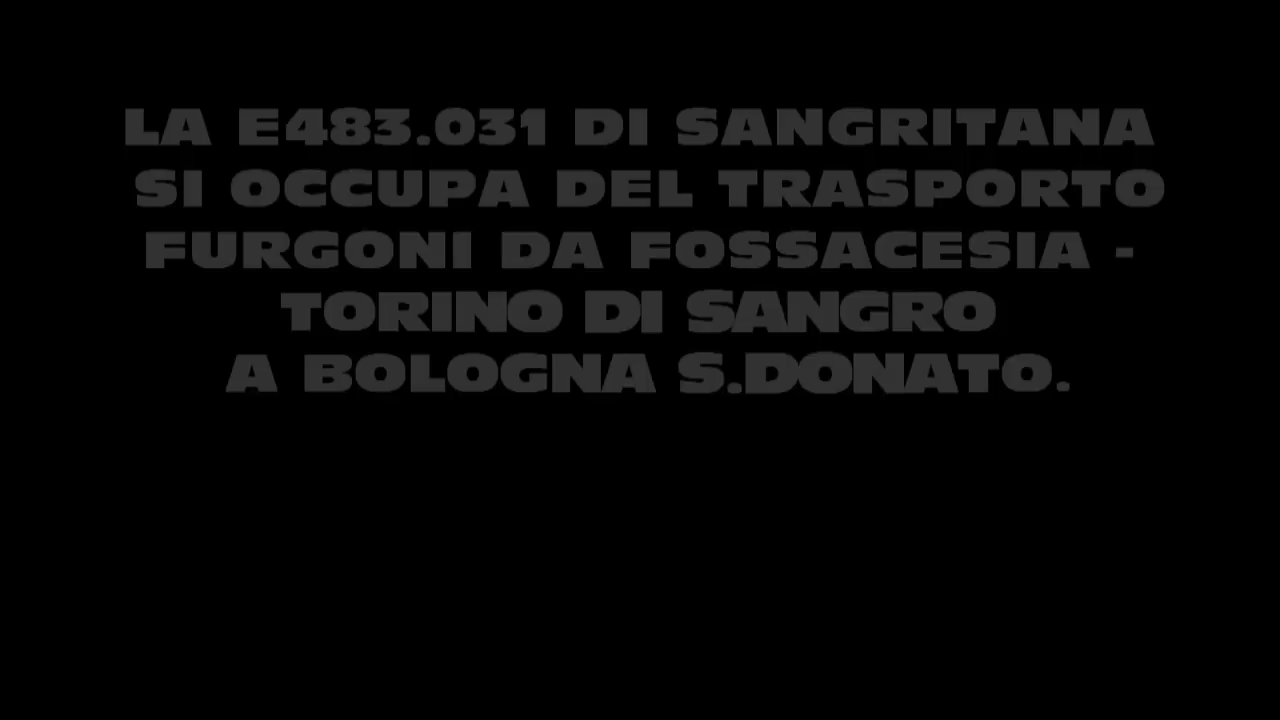 LA E483.031 DI SANGRITANA
SI OCCUPA DEL TRASPORTO
FURGONI DA FOSSACESIA -
TORINO DI SANGRO
A BOLOGNA S.DONATO.